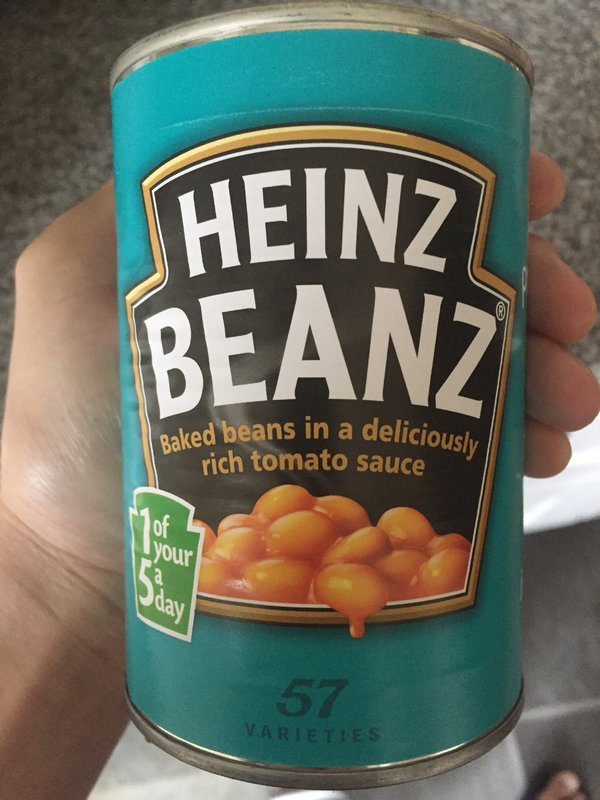 HEINZ
BEANZ®
Baked beans in a deliciously
rich tomato sauce
1 of
your
5 a
day
57
VARIETIES